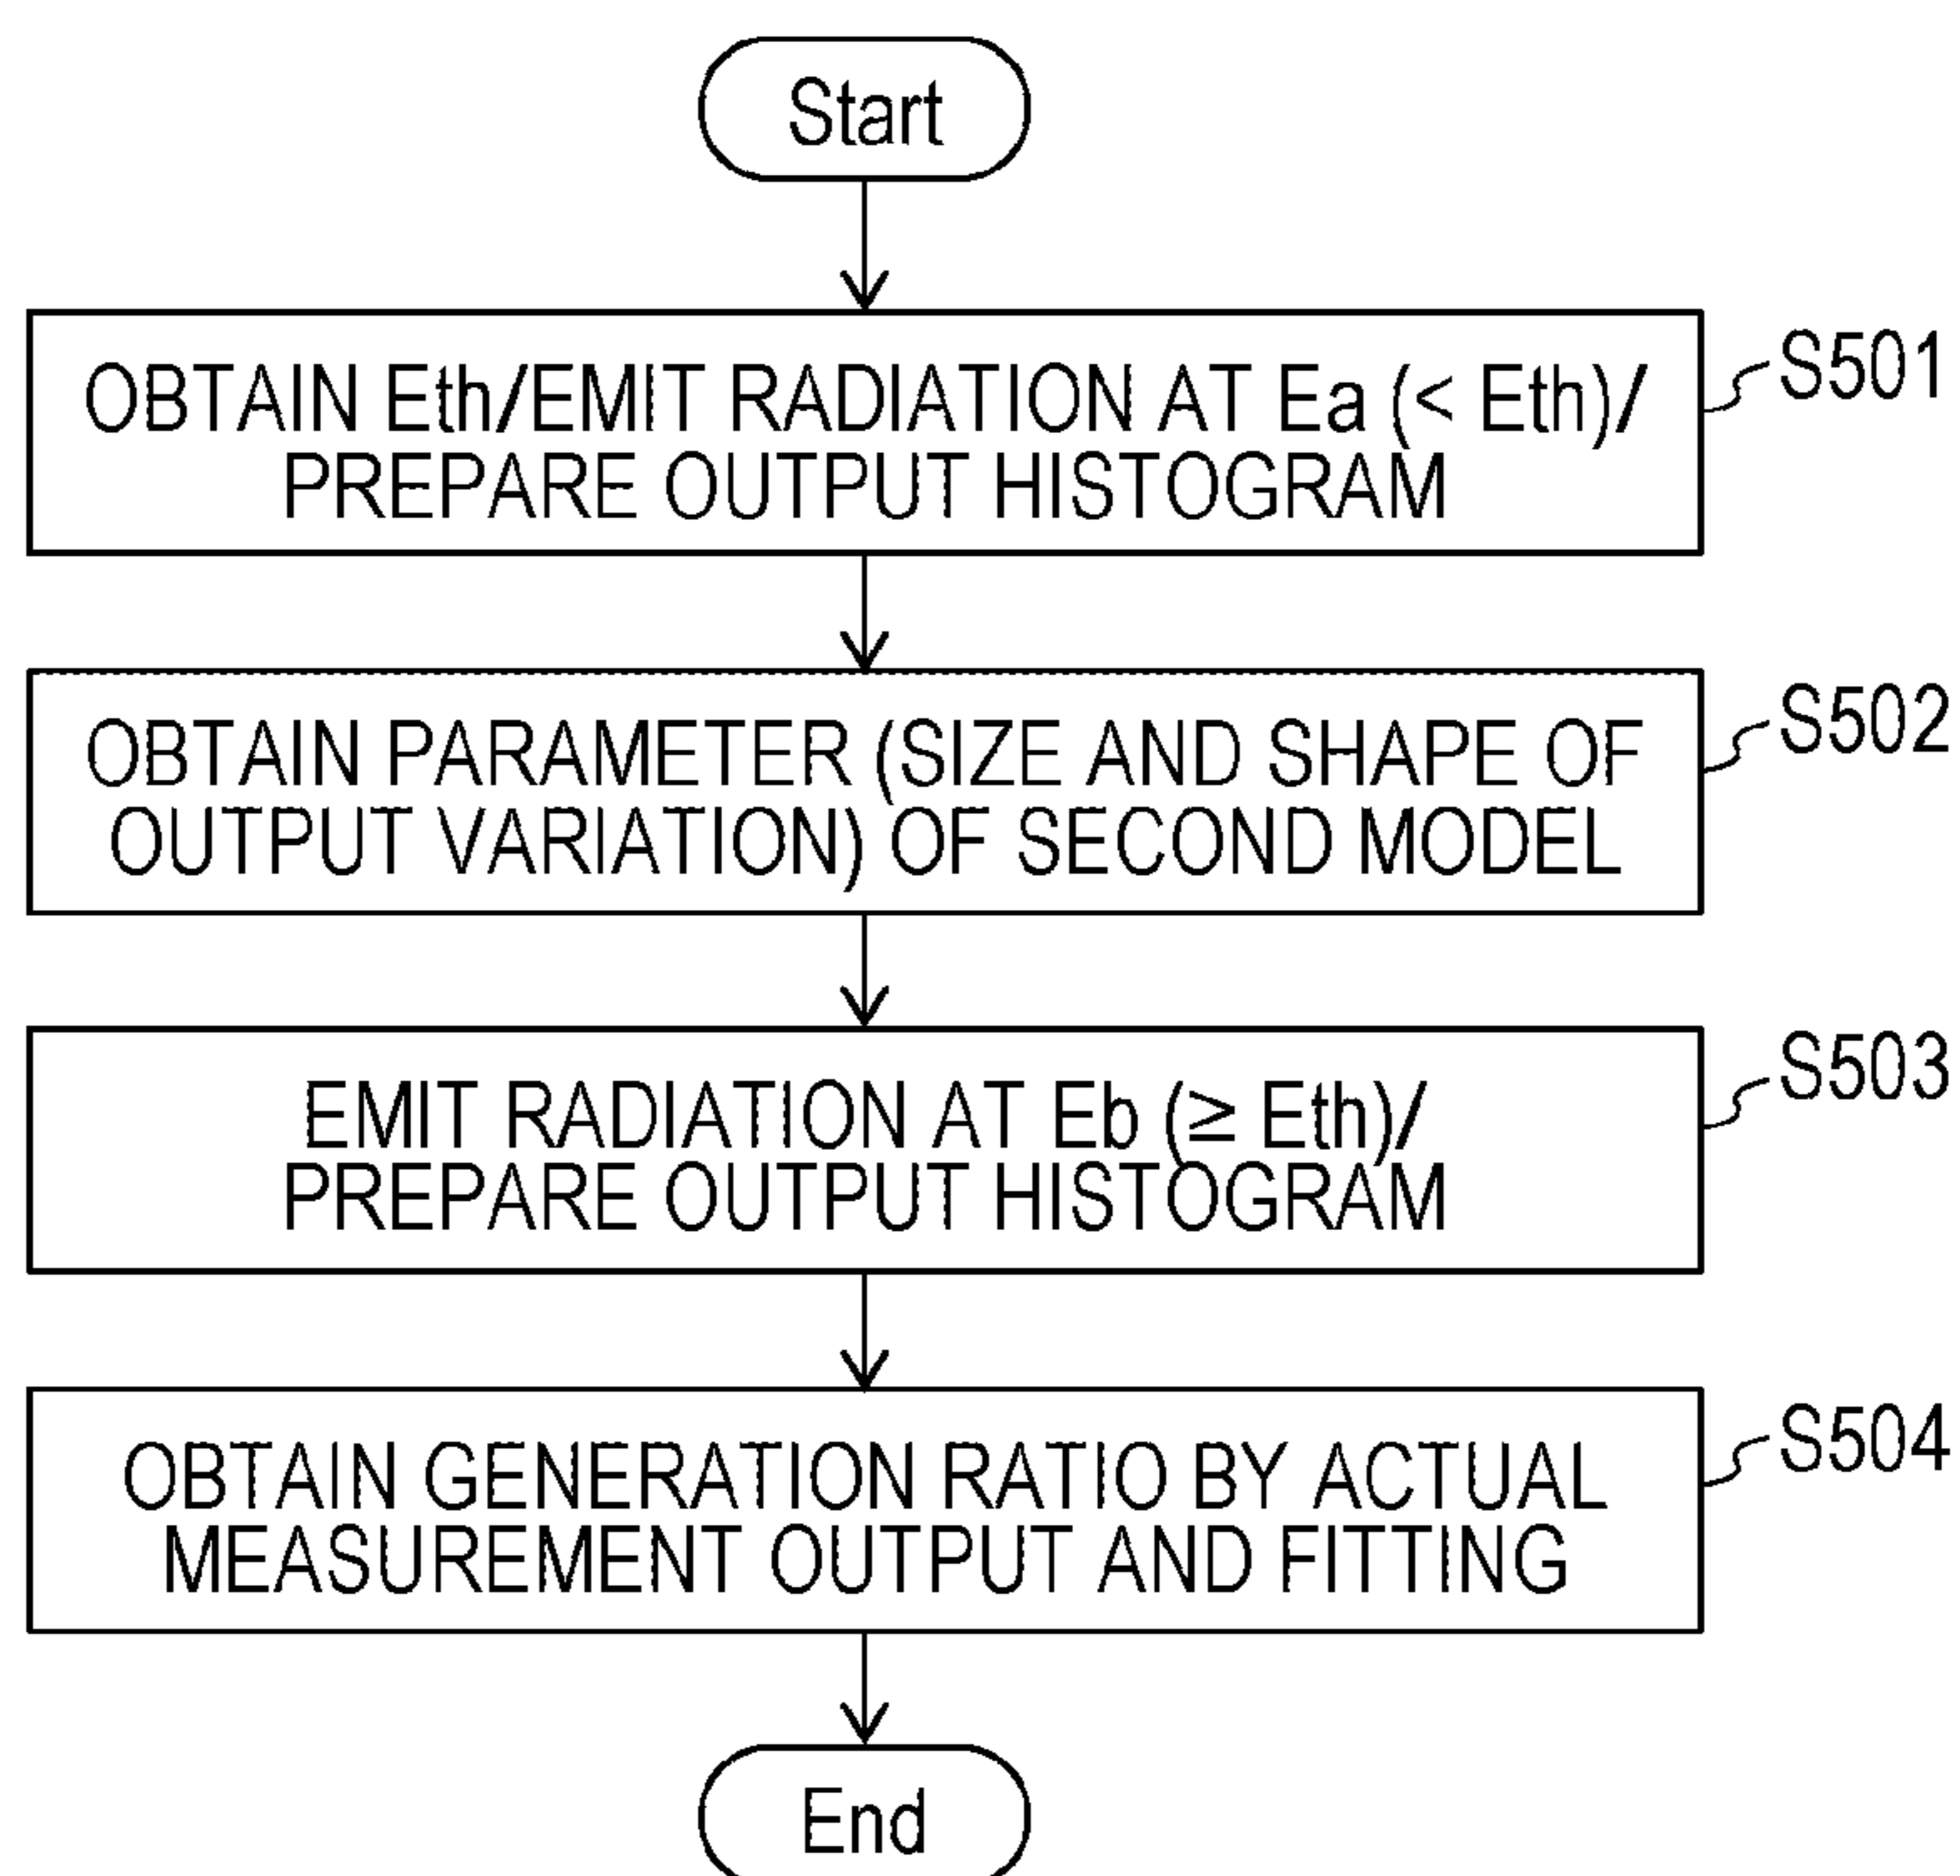 Start
OBTAIN Eth/EMIT RADIATION AT Ea (< Eth)/
PREPARE OUTPUT HISTOGRAM
S501
OBTAIN PARAMETER (SIZE AND SHAPE OF
OUTPUT VARIATION) OF SECOND MODEL
S502
EMIT RADIATION AT Eb (≥ Eth)/
PREPARE OUTPUT HISTOGRAM
S503
OBTAIN GENERATION RATIO BY ACTUAL
MEASUREMENT OUTPUT AND FITTING
S504
End